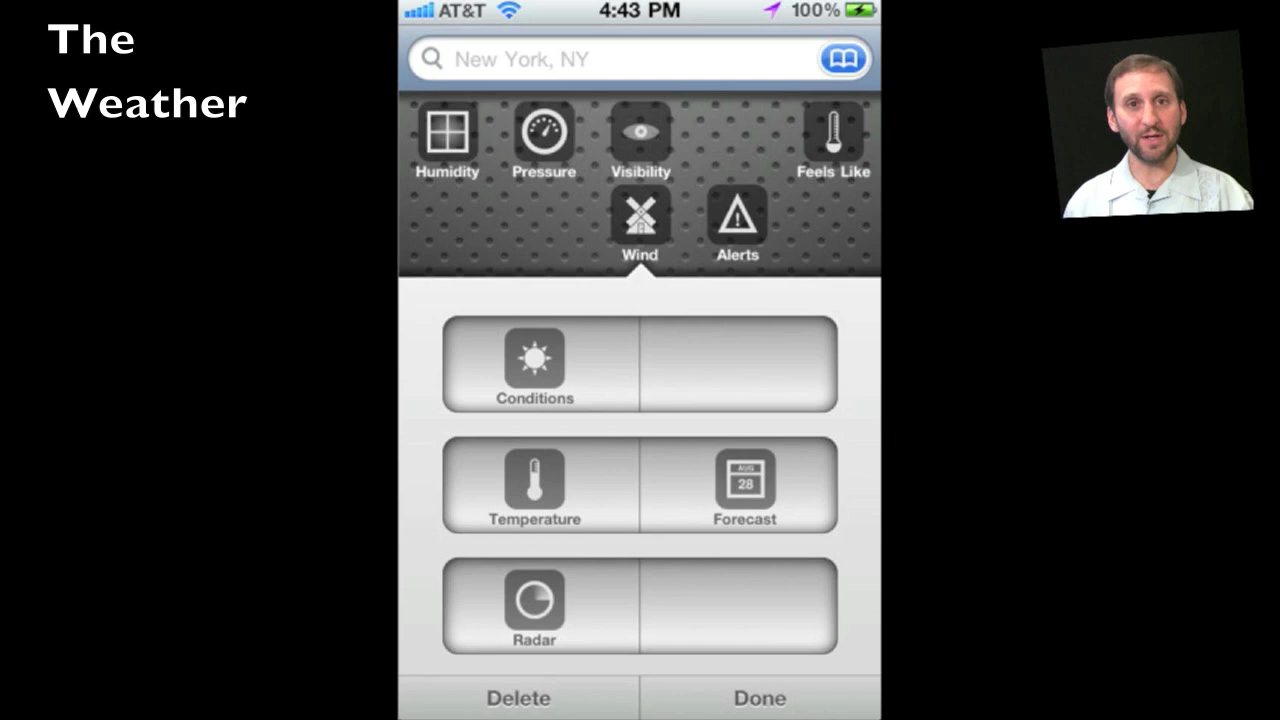 The
Weather
AT&T 4:43 PM 100%
New York, NY
Humidity Pressure Visibility Feels Like
Wind Alerts
Conditions
AUG
28
Temperature Forecast
Radar
Delete Done